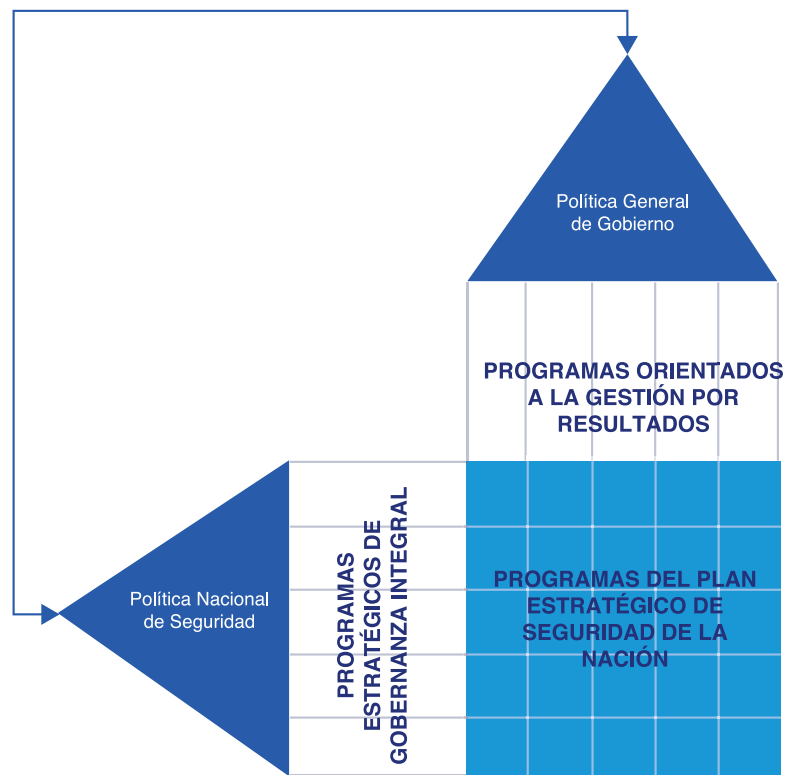 Política General
de Gobierno
PROGRAMAS ORIENTADOS
A LA GESTIÓN POR
RESULTADOS
Política Nacional
de Seguridad
PROGRAMAS
ESTRATÉGICOS DE
GOBERNANZA INTEGRAL
PROGRAMAS DEL PLAN
ESTRATÉGICO DE
SEGURIDAD DE LA
NACIÓN